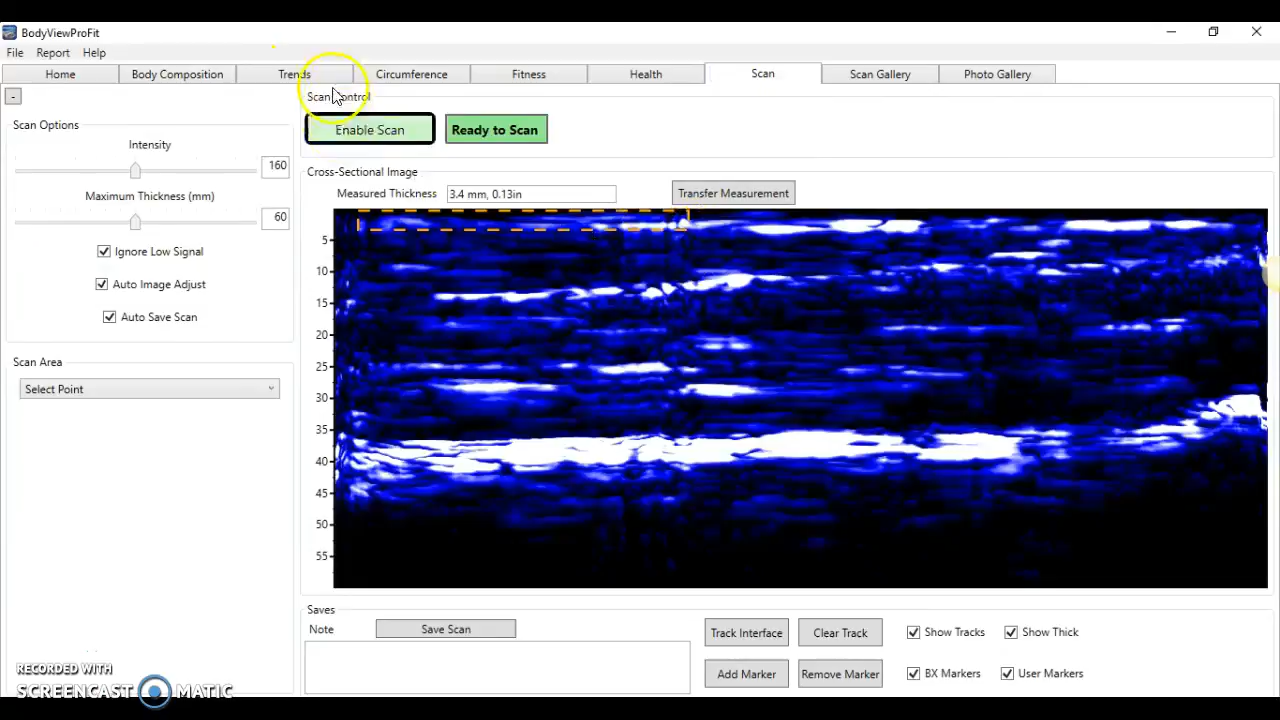 BodyViewProFit
File Report Help
Home Body Composition Trends Circumference Fitness Health Scan Scan Gallery Photo Gallery
-
Scan Options
Intensity
160
Maximum Thickness (mm)
60
Ignore Low Signal
Auto Image Adjust
Auto Save Scan
Scan Area
Select Point
Scan Control
Enable Scan Ready to Scan
Cross-Sectional Image
Measured Thickness 3.4 mm, 0.13in Transfer Measurement
5
10
15
20
25
30
35
40
45
50
55
Saves
Note Save Scan
Track Interface Clear Track Show Tracks Show Thick
Add Marker Remove Marker BX Markers User Markers
RECORDED WITH
SCREENCAST MATIC